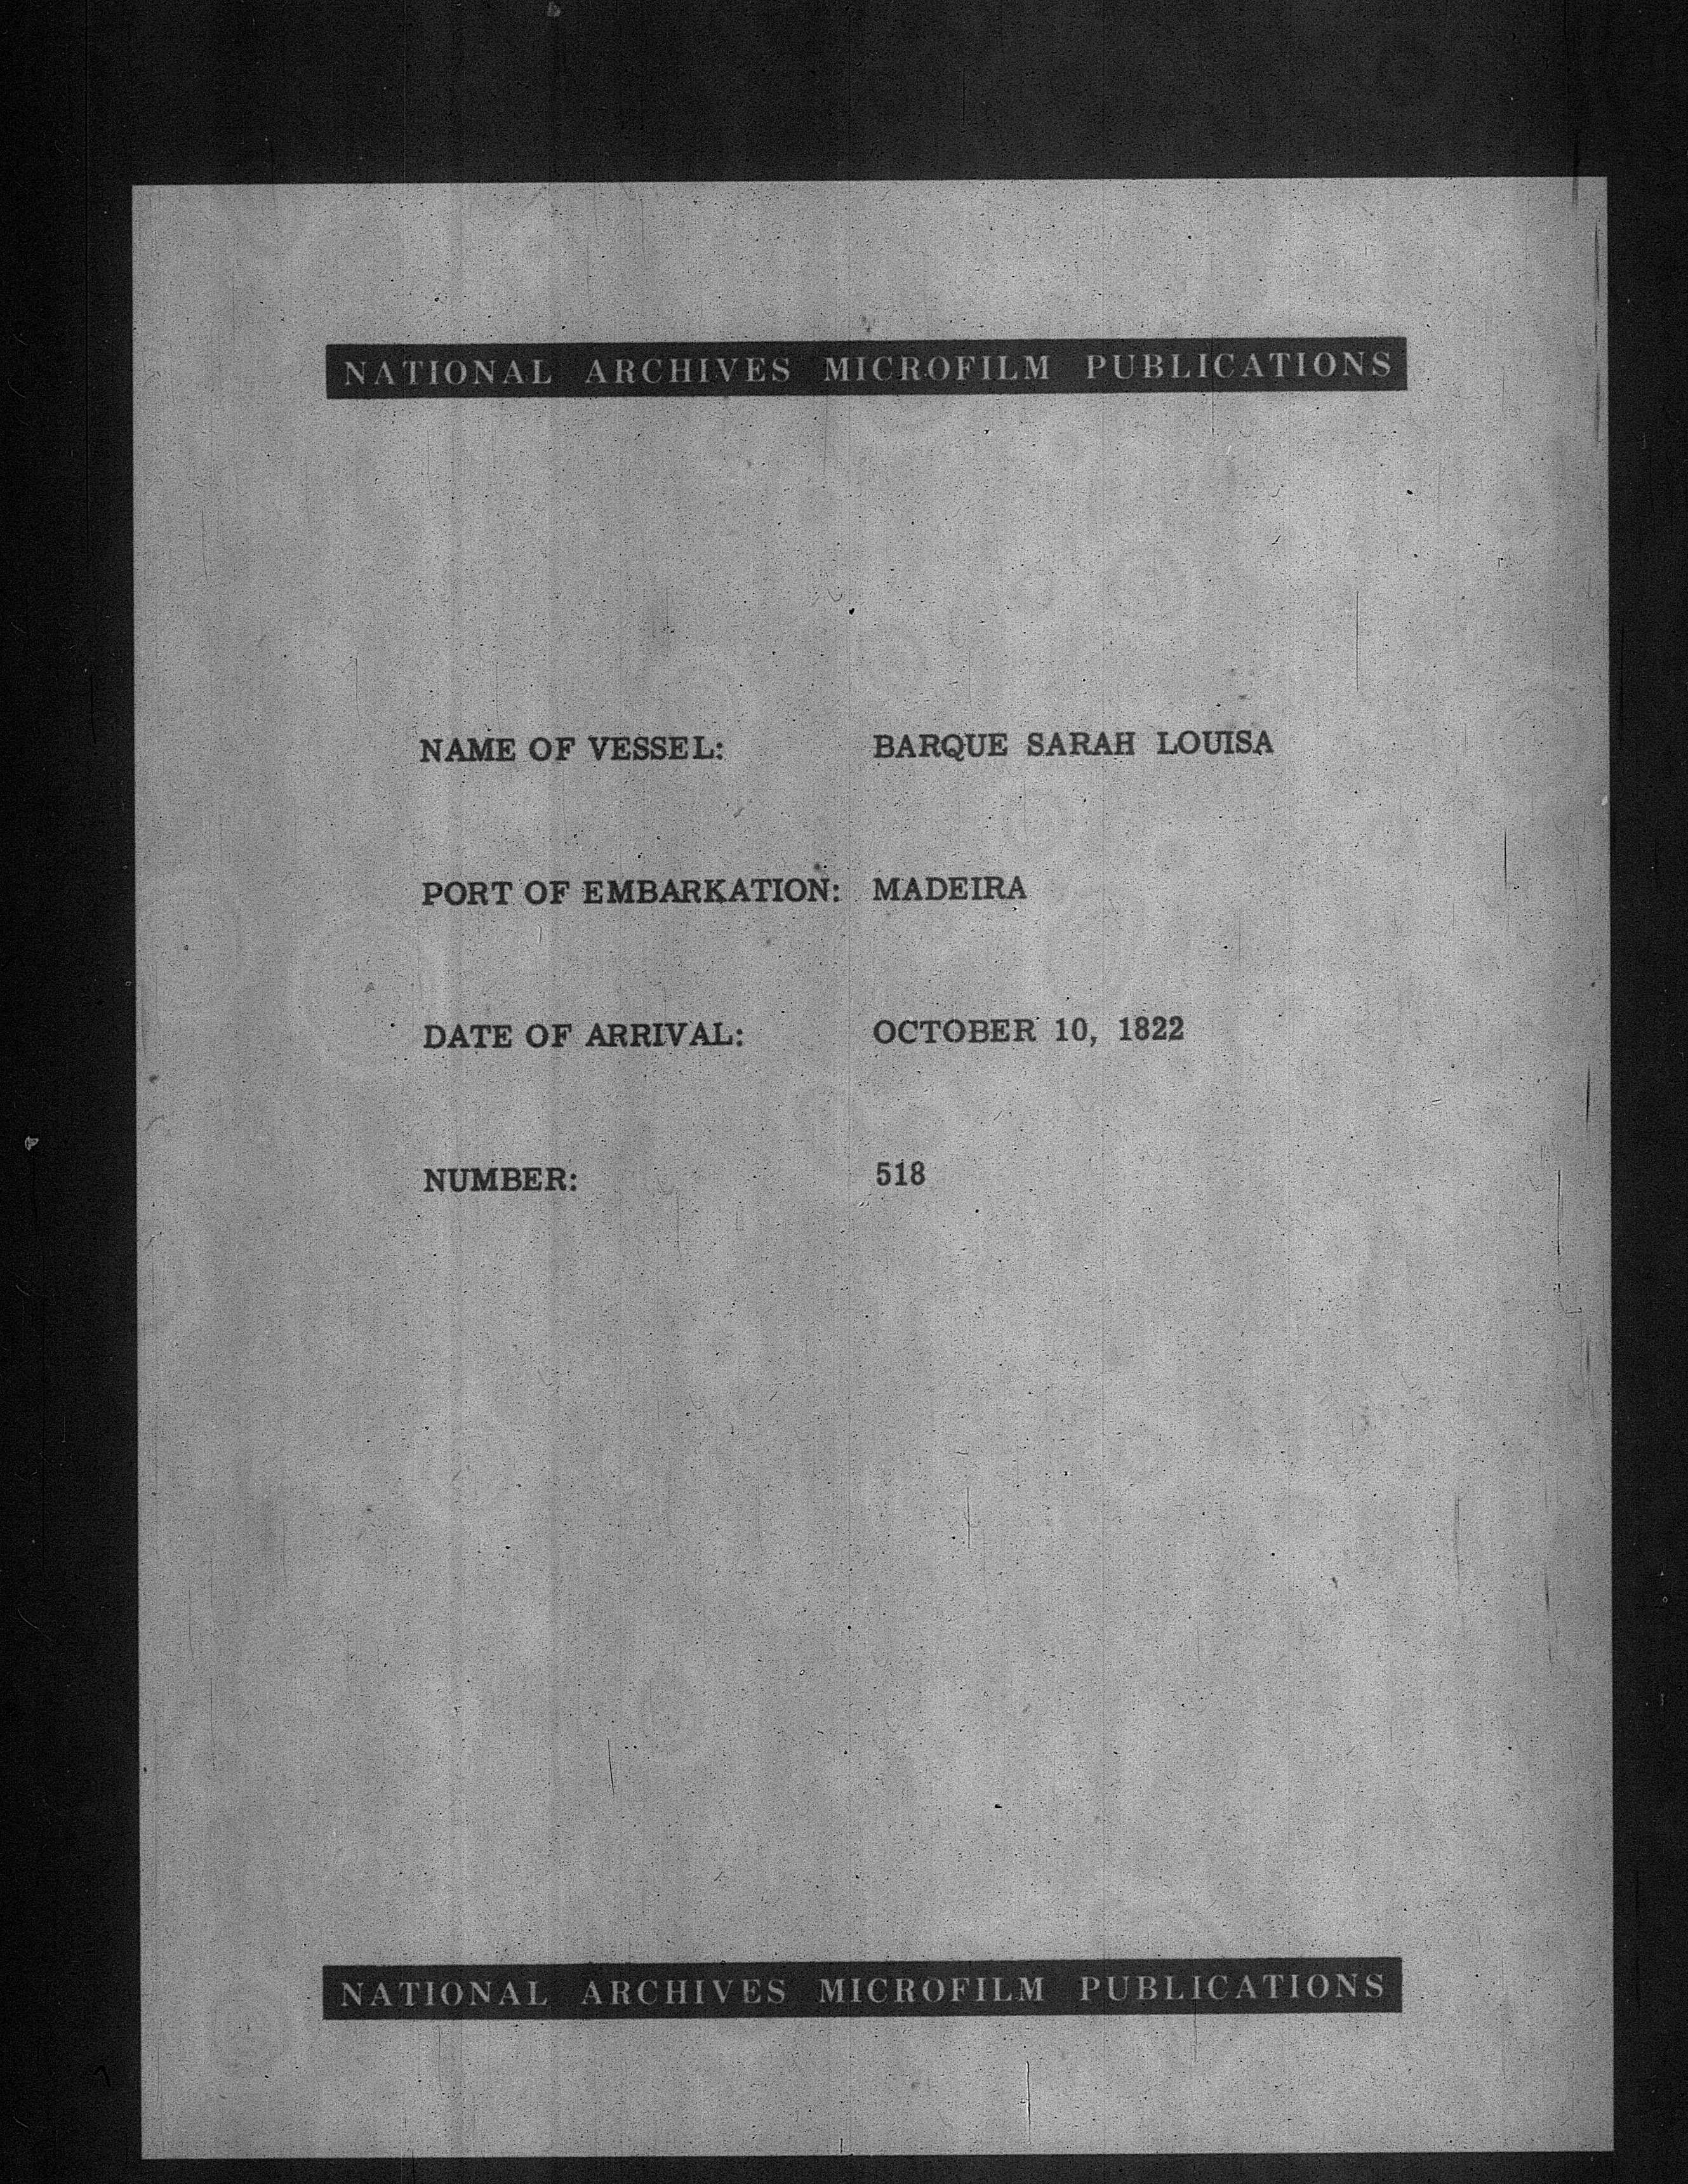 NATIONAL ARCHIVES MICROFILM PUBLICATIONS
NAME OF VESSEL: BARQUE SARAH LOUISA
PORT OF EMBARKATION: MADEIRA
DATE OF ARRIVAL: OCTOBER 10, 1822
NUMBER: 518
NATIONAL ARCHIVES MICROFILM PUBLICATIONS